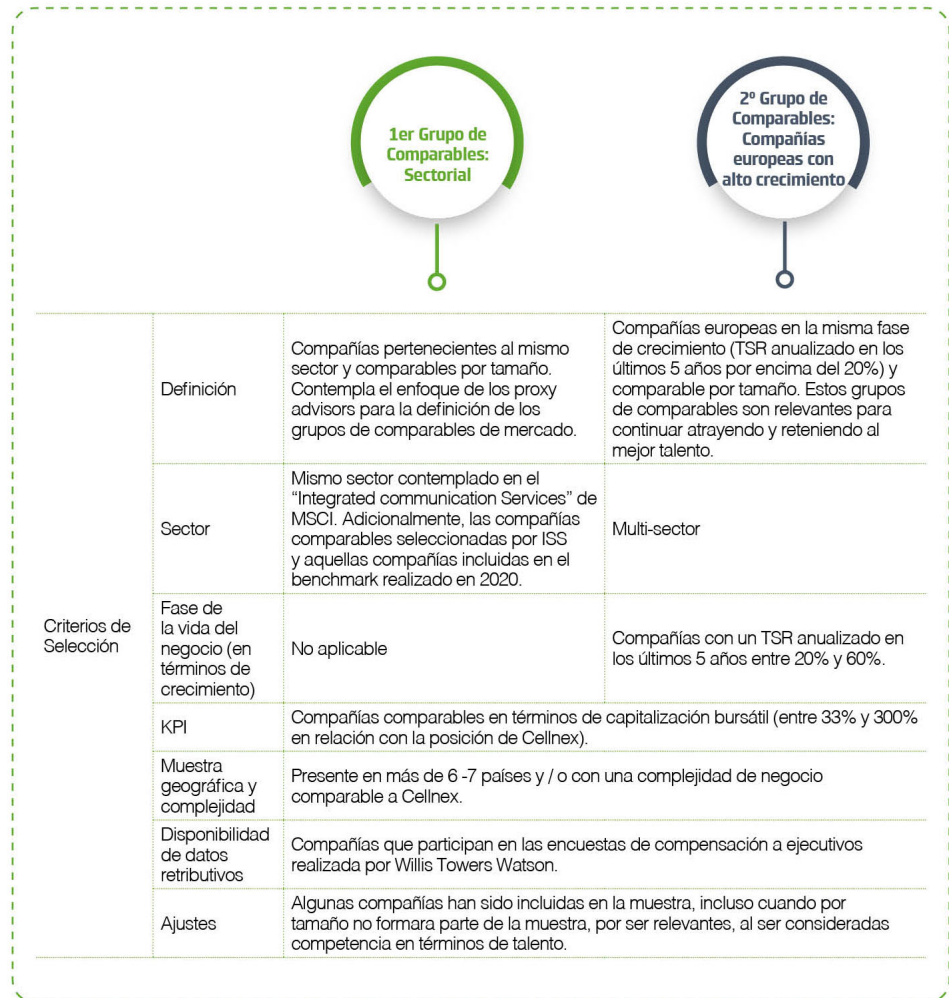 1er Grupo de
Comparables:
Sectorial
2º Grupo de
Comparables:
Compañías
europeas con
alto crecimiento
Criterios de
Selección
Definición
Compañías pertenecientes al mismo
sector y comparables por tamaño.
Contempla el enfoque de los proxy
advisors para la definición de los
grupos de comparables de mercado.
Compañías europeas en la misma fase
de crecimiento (TSR anualizado en los
últimos 5 años por encima del 20%) y
comparable por tamaño. Estos grupos
de comparables son relevantes para
continuar atrayendo y reteniendo al
mejor talento.
Sector
Mismo sector contemplado en el
“Integrated communication Services” de
MSCI. Adicionalmente, las compañías
comparables seleccionadas por ISS
y aquellas compañías incluidas en el
benchmark realizado en 2020.
Multi-sector
Fase de
la vida del
negocio (en
términos de
crecimiento)
No aplicable
Compañías con un TSR anualizado en
los últimos 5 años entre 20% y 60%.
KPI
Compañías comparables en términos de capitalización bursátil (entre 33% y 300%
en relación con la posición de Cellnex).
Muestra
geográfica y
complejidad
Presente en más de 6 -7 países y / o con una complejidad de negocio
comparable a Cellnex.
Disponibilidad
de datos
retributivos
Compañías que participan en las encuestas de compensación a ejecutivos
realizada por Willis Towers Watson.
Ajustes
Algunas compañías han sido incluidas en la muestra, incluso cuando por
tamaño no formara parte de la muestra, por ser relevantes, al ser consideradas
competencia en términos de talento.